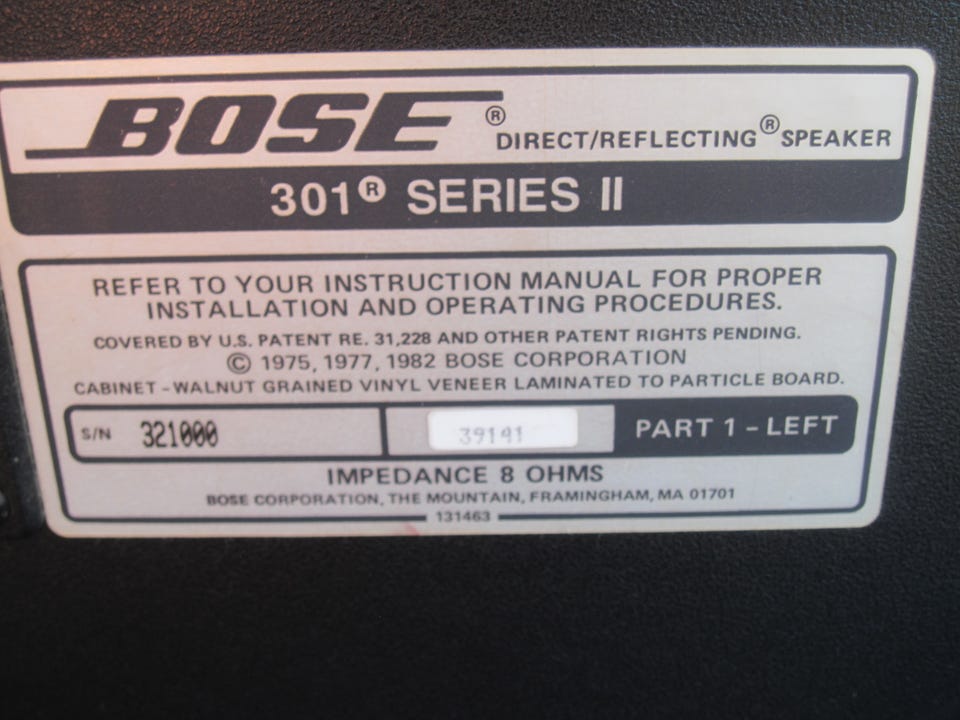 BOSE® DIRECT/REFLECTING® SPEAKER
301® SERIES II
REFER TO YOUR INSTRUCTION MANUAL FOR PROPER
INSTALLATION AND OPERATING PROCEDURES.
COVERED BY U.S. PATENT RE. 31,228 AND OTHER PATENT RIGHTS PENDING.
© 1975, 1977, 1982 BOSE CORPORATION
CABINET - WALNUT GRAINED VINYL VENEER LAMINATED TO PARTICLE BOARD.
S/N 321000 39141 PART 1 - LEFT
IMPEDANCE 8 OHMS
BOSE CORPORATION, THE MOUNTAIN, FRAMINGHAM, MA 01701
131463